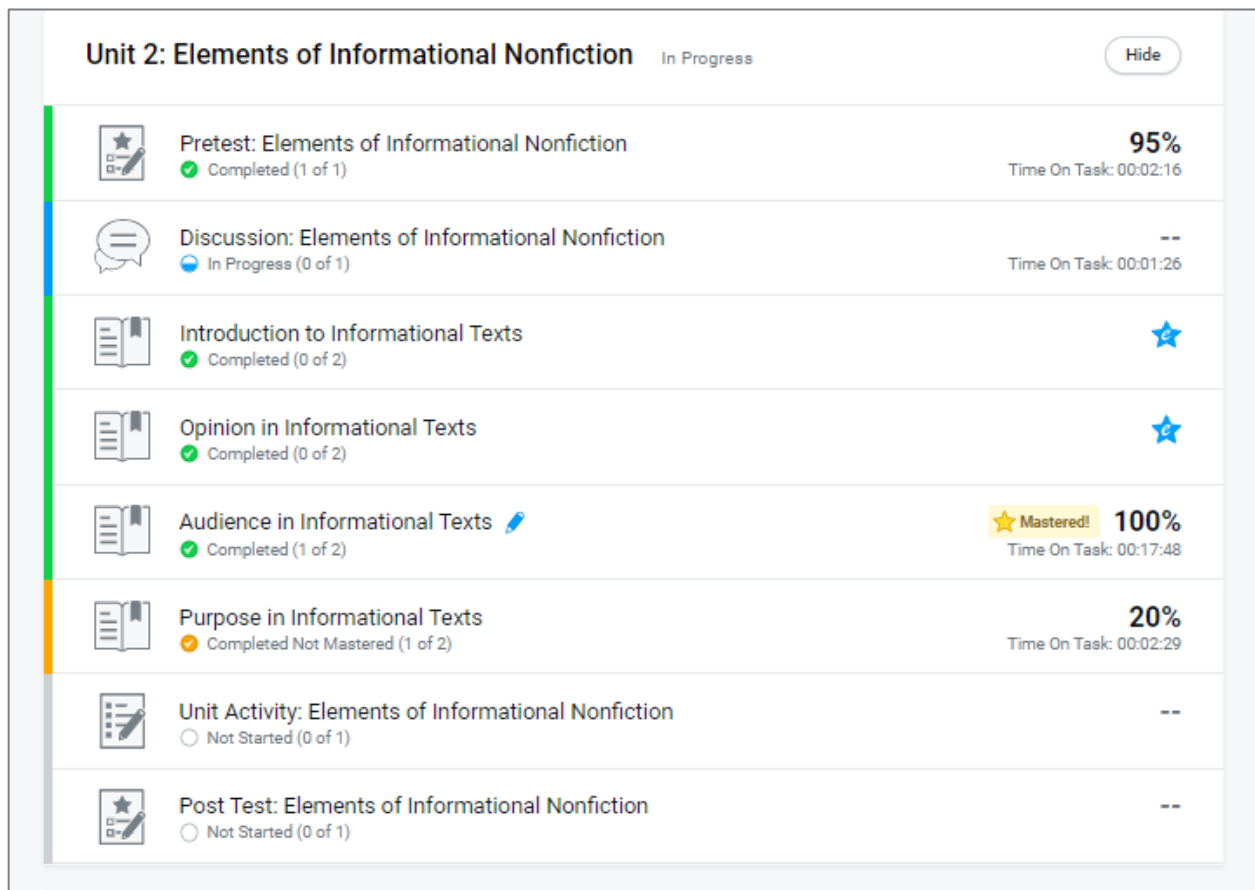 Unit 2: Elements of Informational Nonfiction In Progress Hide
Pretest: Elements of Informational Nonfiction 95%
Completed (1 of 1) Time On Task: 00:02:16
Discussion: Elements of Informational Nonfiction --
In Progress (0 of 1) Time On Task: 00:01:26
Introduction to Informational Texts
Completed (0 of 2)
Opinion in Informational Texts
Completed (0 of 2)
Audience in Informational Texts Mastered! 100%
Completed (1 of 2) Time On Task: 00:17:48
Purpose in Informational Texts 20%
Completed Not Mastered (1 of 2) Time On Task: 00:02:29
Unit Activity: Elements of Informational Nonfiction --
Not Started (0 of 1)
Post Test: Elements of Informational Nonfiction --
Not Started (0 of 1)